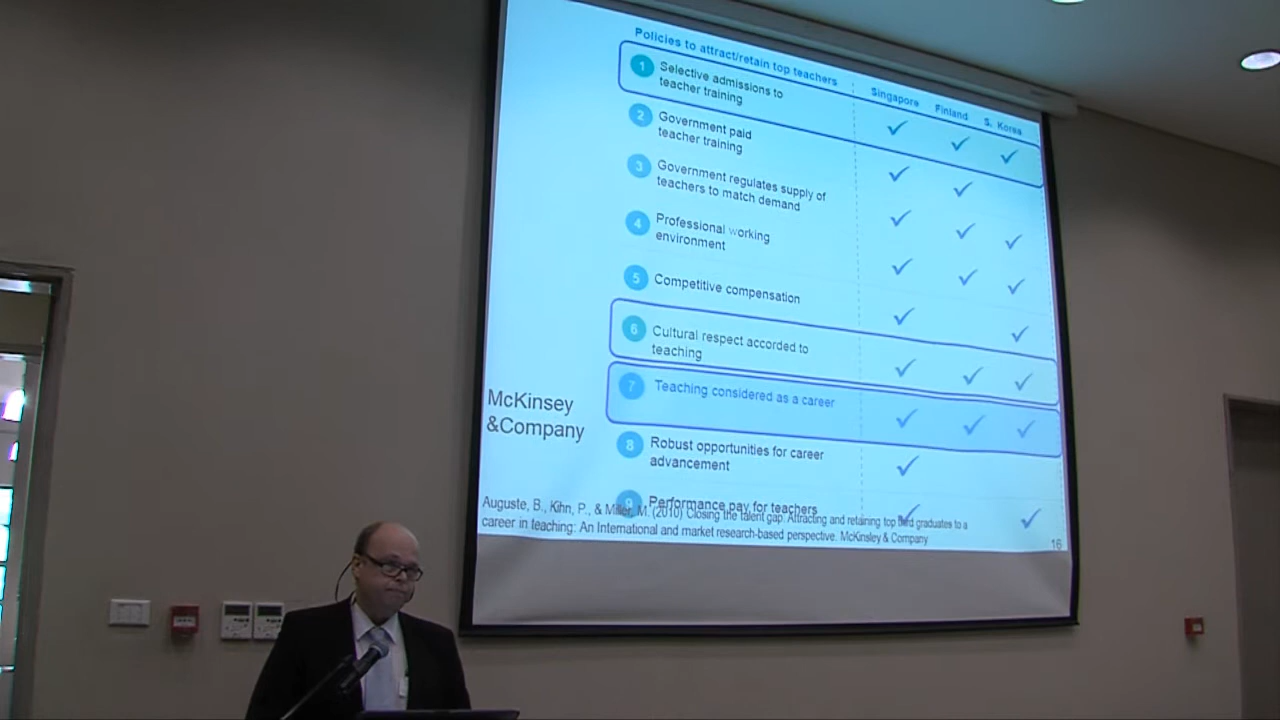 Policies to attract/retain top teachers
Singapore Finland S. Korea
1 Selective admissions to
teacher training
2 Government paid
teacher training
3 Government regulates supply of
teachers to match demand
4 Professional working
environment
5 Competitive compensation
6 Cultural respect accorded to
teaching
7 Teaching considered as a career
8 Robust opportunities for career
advancement
9 Performance pay for teachers
McKinsey
&Company
Auguste, B., Kihn, P., & Miller, M. (2010) Closing the talent gap: Attracting and retaining top third graduates to a
career in teaching: An International and market research-based perspective. McKinsley & Company
16